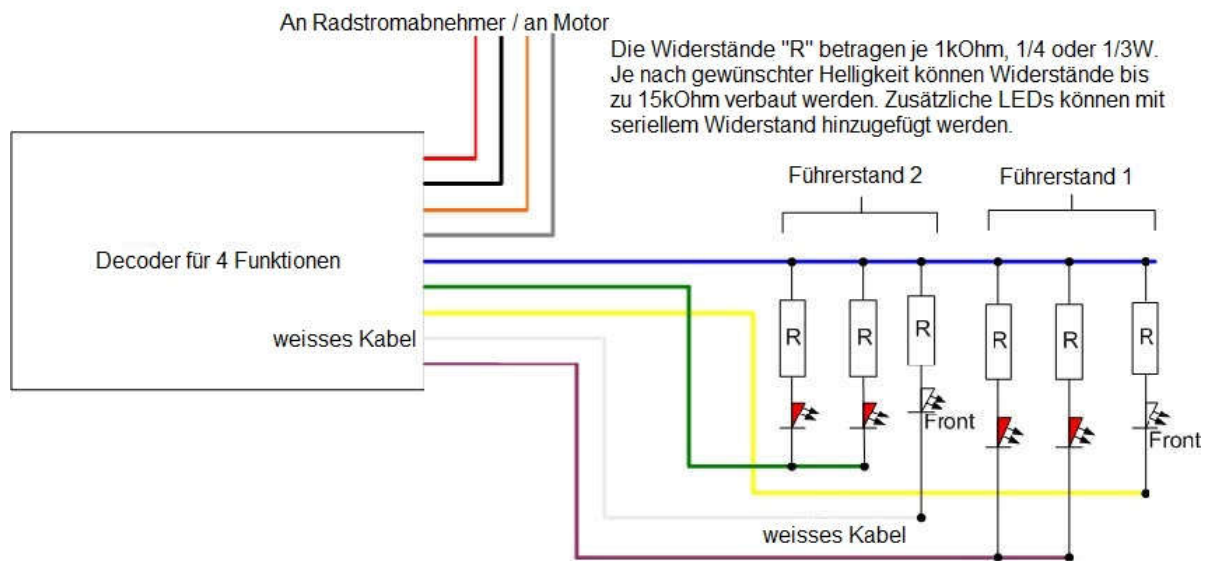 An Radstromabnehmer / an Motor
Die Widerstände "R" betragen je 1kOhm, 1/4 oder 1/3W.
Je nach gewünschter Helligkeit können Widerstände bis
zu 15kOhm verbaut werden. Zusätzliche LEDs können mit
seriellem Widerstand hinzugefügt werden.
Führerstand 2
Führerstand 1
Decoder für 4 Funktionen
weisses Kabel
R
R
R
R
R
R
Front
Front
weisses Kabel